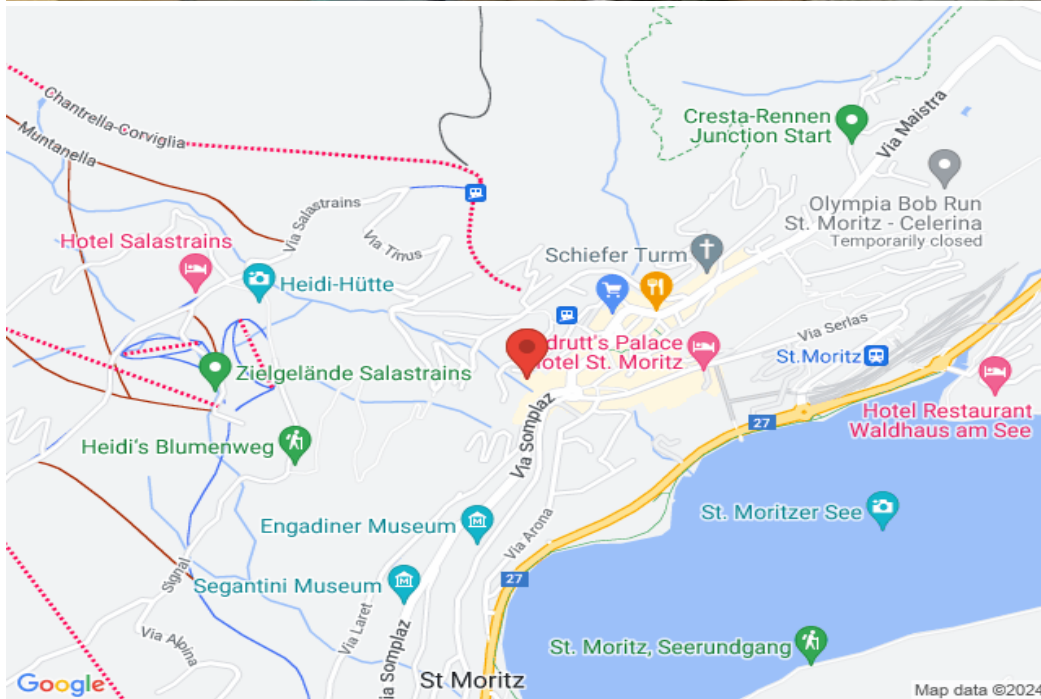 Chantrella-Corviglia
Muntanella
Via Salastrains
Via Tinus
Hotel Salastrains
Heidi-Hütte
Cresta-Rennen
Junction Start
Via Maistra
Olympia Bob Run
St. Moritz - Celerina
Temporarily closed
Schiefer Turm
Via Serlas
drutt's Palace
otel St. Moritz
St.Moritz
Zielgelände Salastrains
Hotel Restaurant
Waldhaus am See
27
Heidi's Blumenweg
Via Somplaz
Engadiner Museum
Via Arona
St. Moritzer See
Segantini Museum
27
Signal
Via Laret
Via Alpina
Via Somplaz
St. Moritz, Seerundgang
St Moritz
Google
Map data ©2024